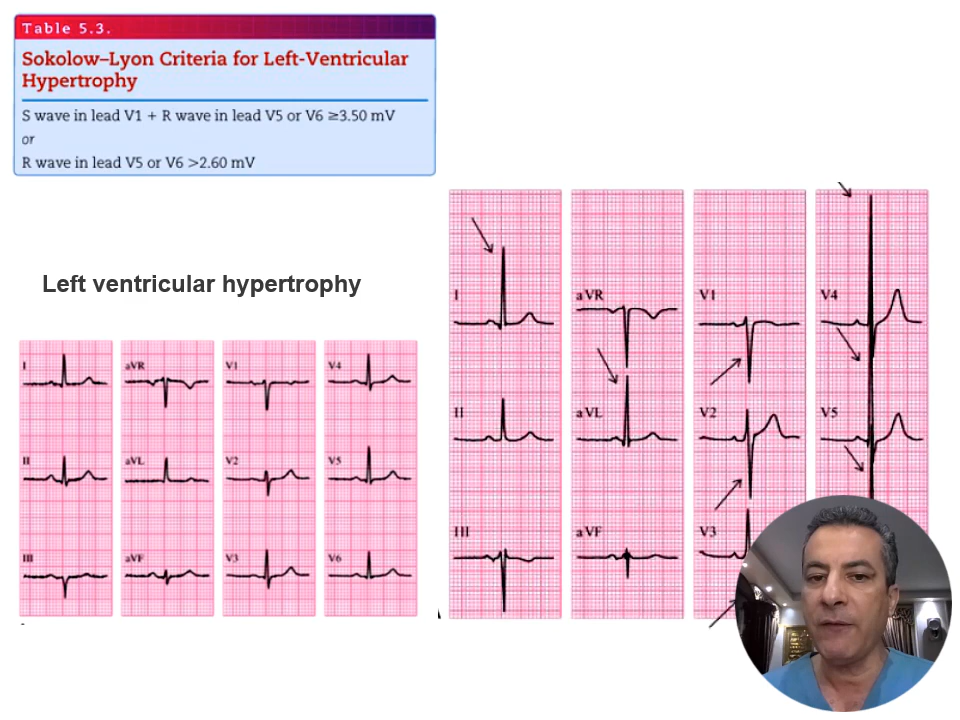 Table 5.3.
Sokolow–Lyon Criteria for Left-Ventricular
Hypertrophy
S wave in lead V1 + R wave in lead V5 or V6 ≥3.50 mV
or
R wave in lead V5 or V6 >2.60 mV
Left ventricular hypertrophy
I aVR V1 V4
II aVL V2 V5
III aVF V3 V6
I aVR V1 V4
II aVL V2 V5
III aVF V3